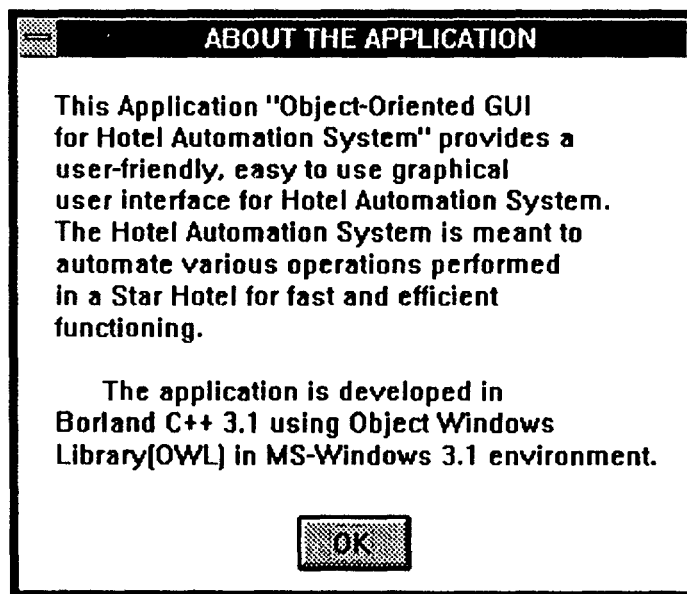 ABOUT THE APPLICATION
This Application "Object-Oriented GUI
for Hotel Automation System" provides a
user-friendly, easy to use graphical
user interface for Hotel Automation System.
The Hotel Automation System is meant to
automate various operations performed
in a Star Hotel for fast and efficient
functioning.
The application is developed in
Borland C++ 3.1 using Object Windows
Library(OWL) in MS-Windows 3.1 environment.
OK